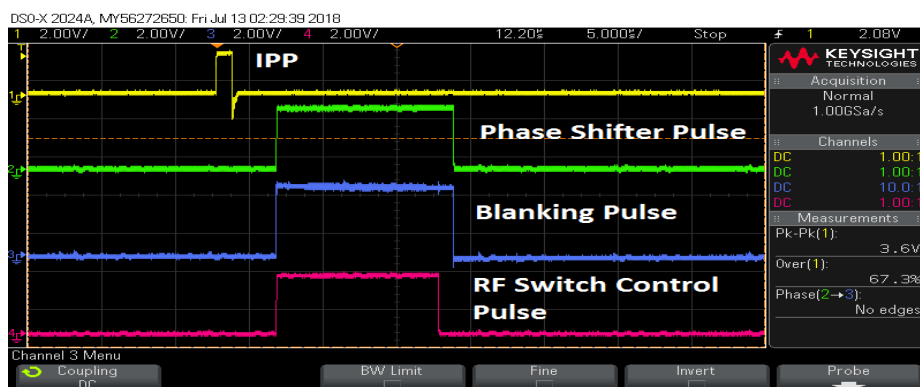 DSO-X 2024A, MY56272650: Fri Jul 13 02:29:39 2018
1 2.00V/ 2 2.00V/ 3 2.00V/ 4 2.00V/ 12.20s 5.000s/ Stop 1 2.08V
IPP
KEYSIGHT
TECHNOLOGIES
Acquisition
Normal
1.00GSa/s
Phase Shifter Pulse
Channels
DC 1.00:1
DC 1.00:1
DC 10.0:1
DC 1.00:1
Blanking Pulse
Measurements
Pk-Pk(1):
3.6V
Over(1):
67.3%
RF Switch Control
Pulse
Phase(2→3):
No edges
1
2
3
4
Channel 3 Menu
Coupling
DC
BW Limit
Fine
Invert
Probe